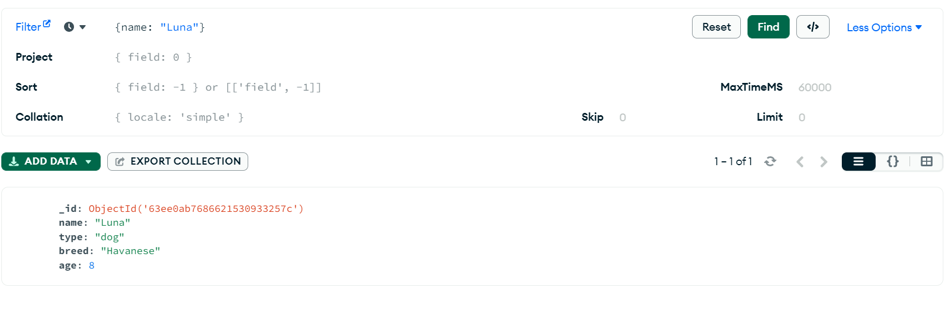 Filter {name: "Luna"} Reset Find </> Less Options
Project { field: 0 }
Sort { field: -1 } or [['field', -1]] MaxTimeMS 60000
Collation { locale: 'simple' } Skip 0 Limit 0
ADD DATA EXPORT COLLECTION 1 – 1 of 1 {}
_id: ObjectId('63ee0ab7686621530933257c')
name: "Luna"
type: "dog"
breed: "Havanese"
age: 8